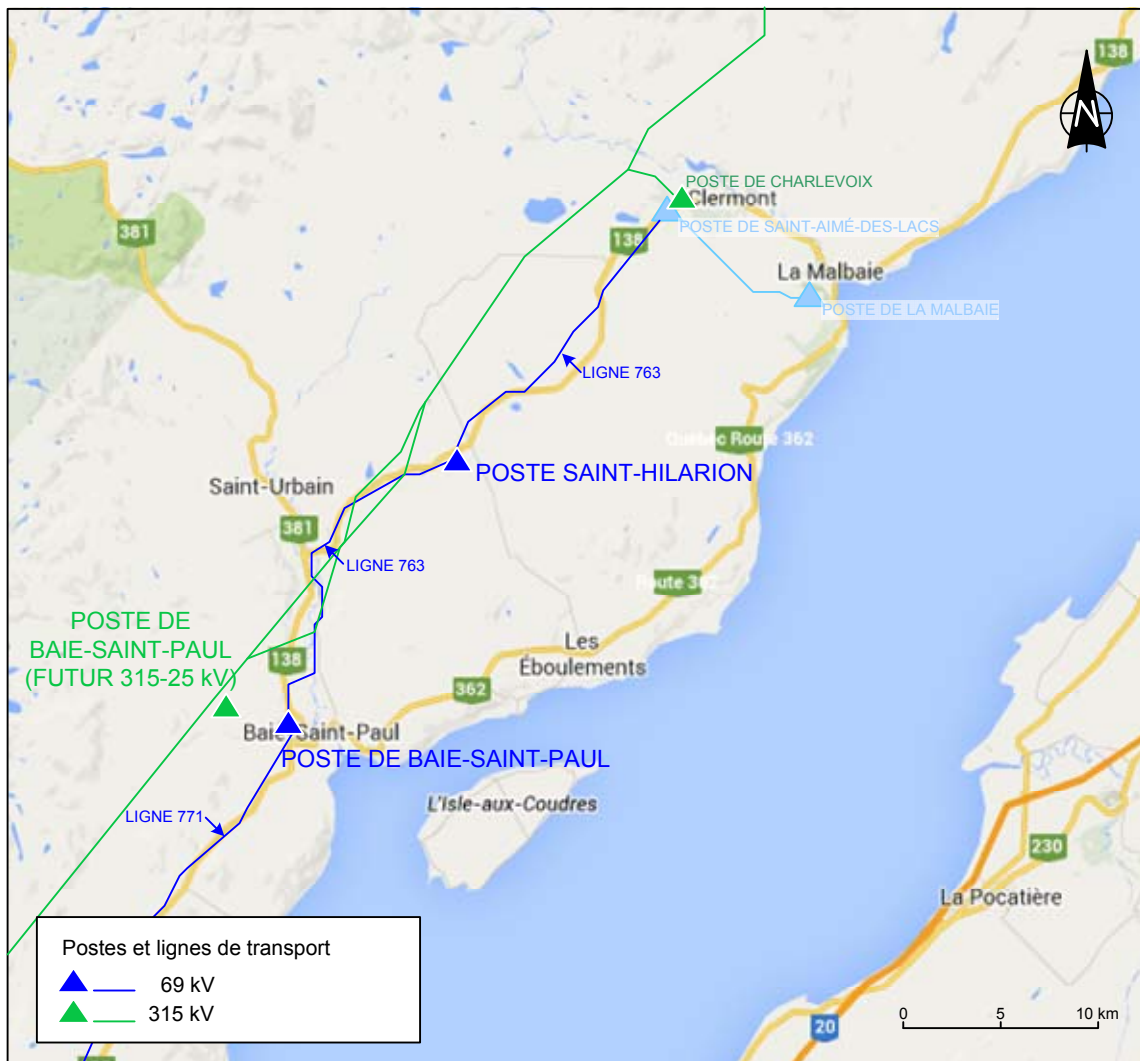 138
N
POSTE DE CHARLEVOIX
Clermont
POSTE DE SAINT-AIMÉ-DES-LACS
381
138
La Malbaie
POSTE DE LA MALBAIE
LIGNE 763
Québec Route 362
POSTE SAINT-HILARION
Saint-Urbain
381
LIGNE 763
Route 362
POSTE DE
BAIE-SAINT-PAUL
(FUTUR 315-25 kV)
138
Les
Éboulements
362
Baie-Saint-Paul
POSTE DE BAIE-SAINT-PAUL
L'Isle-aux-Coudres
LIGNE 771
230
La Pocatière
Postes et lignes de transport
69 kV
315 kV
0 5 10 km
20